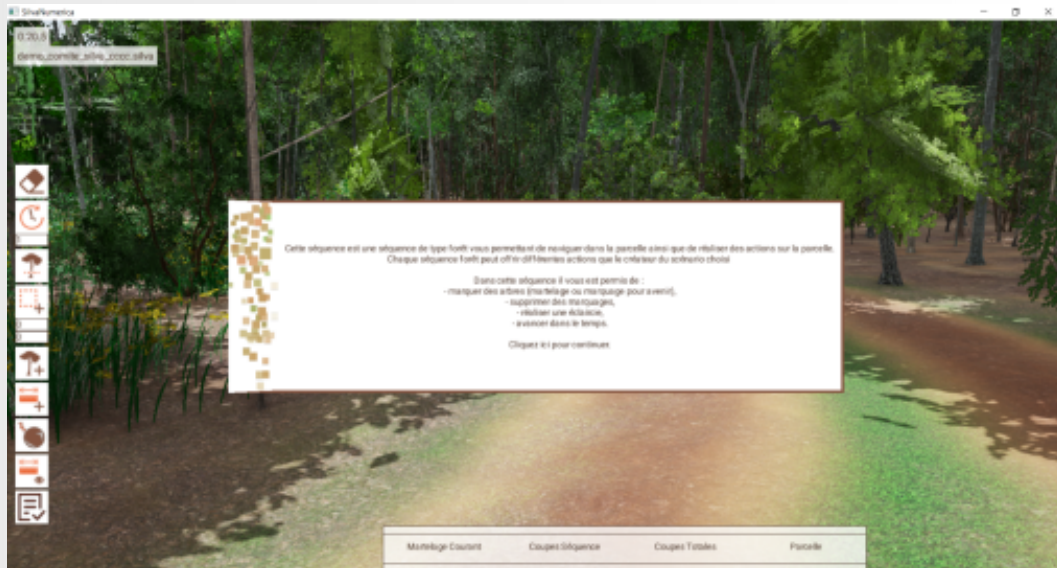 SilvaNumerica
0.20.5
demo_comite_silva_cccc.silva
Cette séquence est une séquence de type forêt vous permettant de naviguer dans la parcelle ainsi que de réaliser des actions sur la parcelle.
Chaque séquence forêt peut offrir différentes actions que le créateur du scénario choisi
Dans cette séquence il vous est permis de :
- marquer des arbres (martelage ou marquage pour avenir),
- supprimer des marquages,
- réaliser une éclaircie,
- avancer dans le temps.
Cliquez ici pour continuer.
Martelage Courant Coupes Séquence Coupes Totales Parcelle